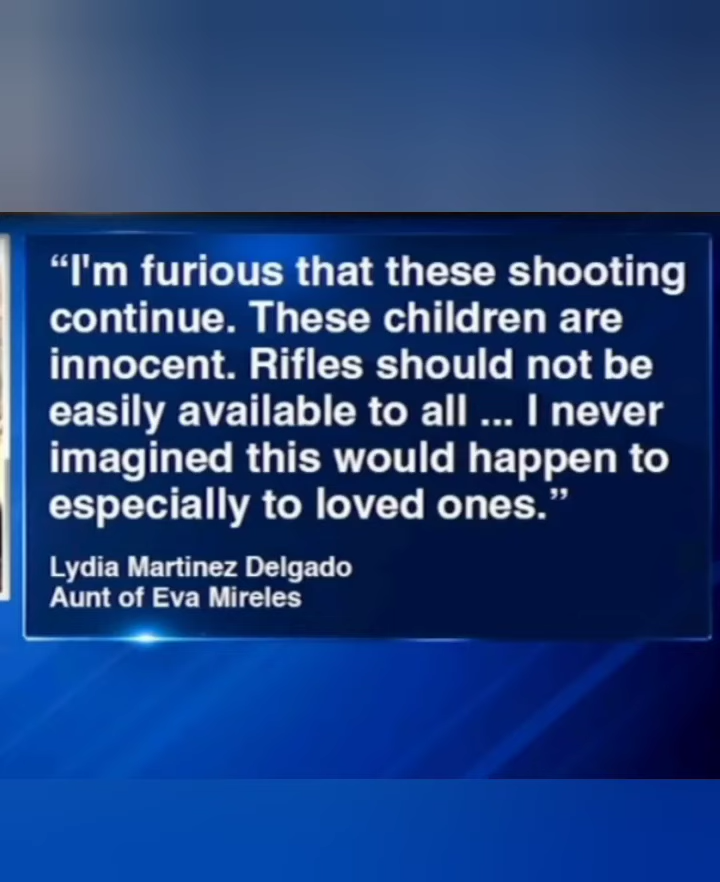 “I'm furious that these shooting
continue. These children are
innocent. Rifles should not be
easily available to all ... I never
imagined this would happen to
especially to loved ones.”
Lydia Martinez Delgado
Aunt of Eva Mireles